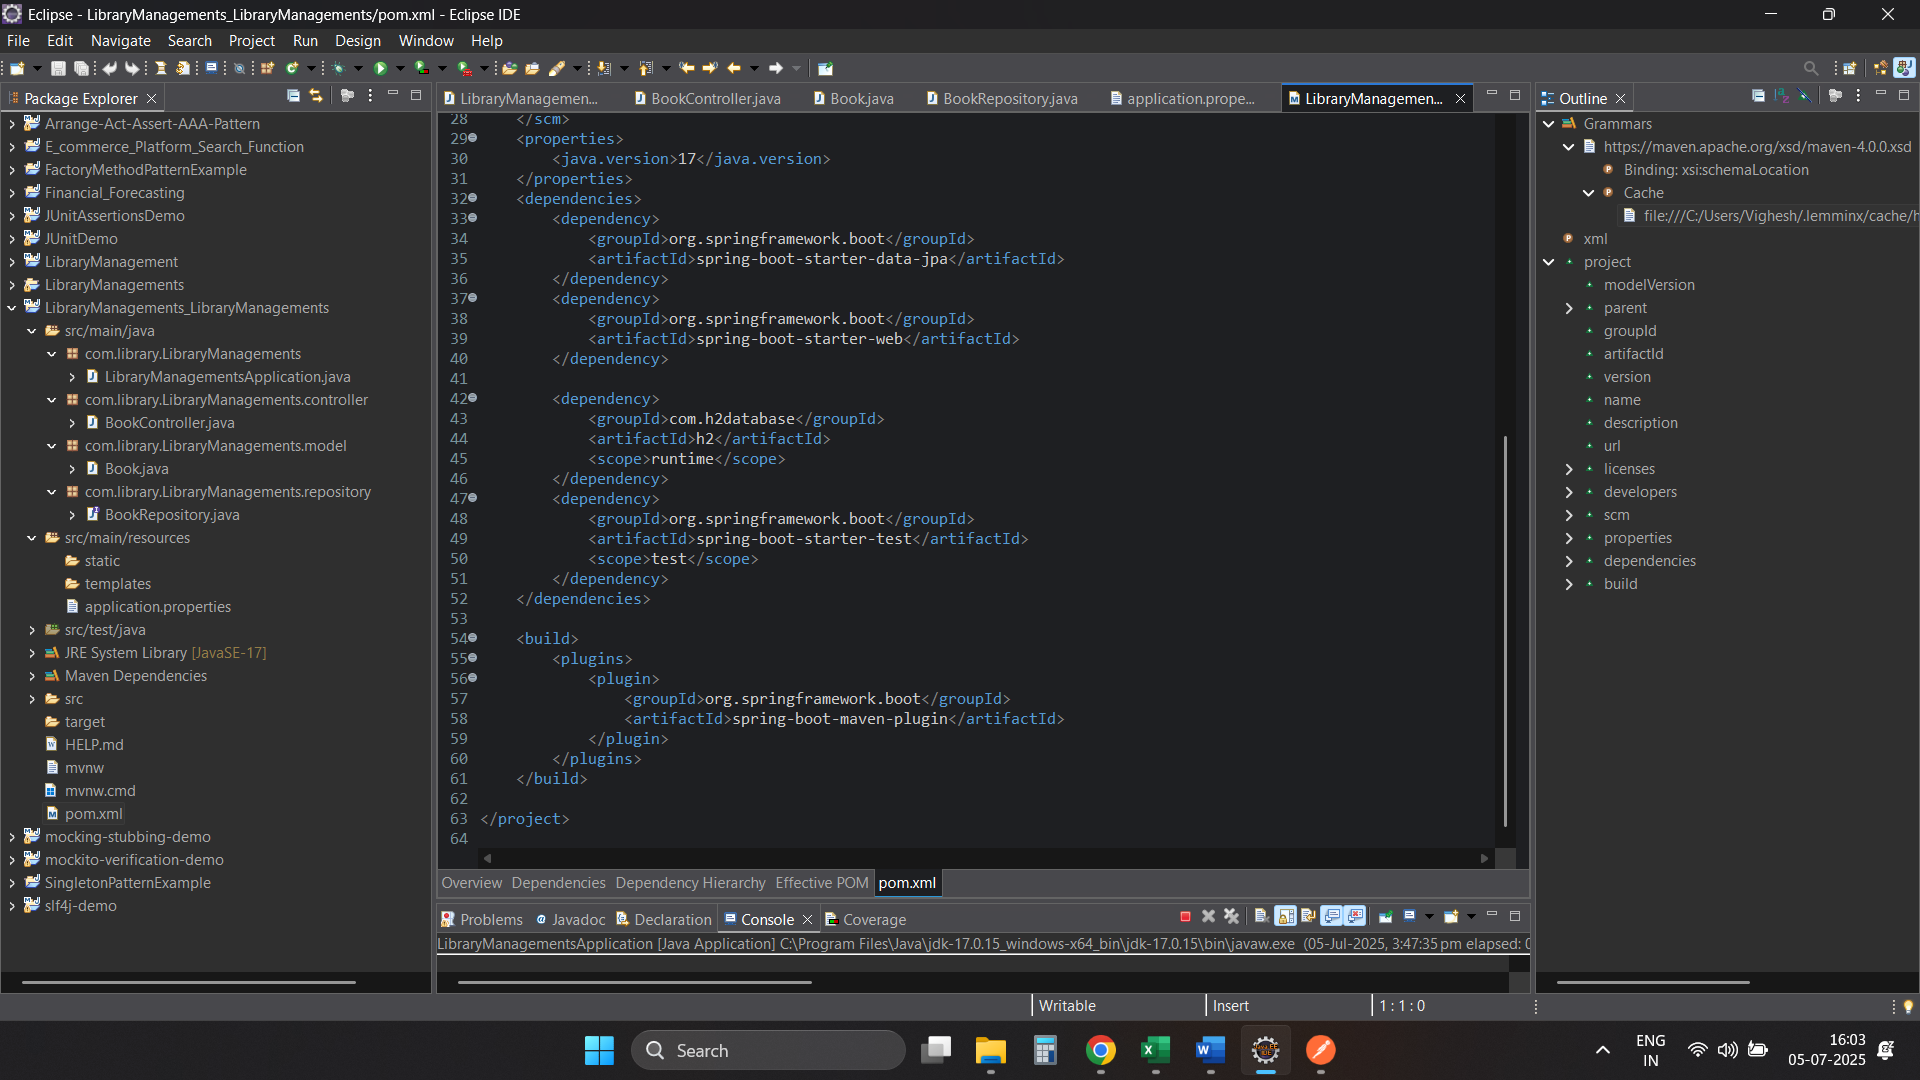 Eclipse - LibraryManagements_LibraryManagements/pom.xml - Eclipse IDE
File Edit Navigate Search Project Run Design Window Help
Package Explorer
Arrange-Act-Assert-AAA-Pattern
E_commerce_Platform_Search_Function
FactoryMethodPatternExample
Financial_Forecasting
JUnitAssertionsDemo
JUnitDemo
LibraryManagement
LibraryManagements
LibraryManagements_LibraryManagements
src/main/java
com.library.LibraryManagements
LibraryManagementsApplication.java
com.library.LibraryManagements.controller
BookController.java
com.library.LibraryManagements.model
Book.java
com.library.LibraryManagements.repository
BookRepository.java
src/main/resources
static
templates
application.properties
src/test/java
JRE System Library [JavaSE-17]
Maven Dependencies
src
target
HELP.md
mvnw
mvnw.cmd
pom.xml
mocking-stubbing-demo
mockito-verification-demo
SingletonPatternExample
slf4j-demo
LibraryManagemen... BookController.java Book.java BookRepository.java application.prope... LibraryManagemen...
28 </scm>
29 <properties>
30 <java.version>17</java.version>
31 </properties>
32 <dependencies>
33 <dependency>
34 <groupId>org.springframework.boot</groupId>
35 <artifactId>spring-boot-starter-data-jpa</artifactId>
36 </dependency>
37 <dependency>
38 <groupId>org.springframework.boot</groupId>
39 <artifactId>spring-boot-starter-web</artifactId>
40 </dependency>
41
42 <dependency>
43 <groupId>com.h2database</groupId>
44 <artifactId>h2</artifactId>
45 <scope>runtime</scope>
46 </dependency>
47 <dependency>
48 <groupId>org.springframework.boot</groupId>
49 <artifactId>spring-boot-starter-test</artifactId>
50 <scope>test</scope>
51 </dependency>
52 </dependencies>
53
54 <build>
55 <plugins>
56 <plugin>
57 <groupId>org.springframework.boot</groupId>
58 <artifactId>spring-boot-maven-plugin</artifactId>
59 </plugin>
60 </plugins>
61 </build>
62
63 </project>
64
Overview Dependencies Dependency Hierarchy Effective POM pom.xml
Problems Javadoc Declaration Console Coverage
LibraryManagementsApplication [Java Application] C:\Program Files\Java\jdk-17.0.15_windows-x64_bin\jdk-17.0.15\bin\javaw.exe (05-Jul-2025, 3:47:35 pm elapsed: 0
Outline
Grammars
https://maven.apache.org/xsd/maven-4.0.0.xsd
Binding: xsi:schemaLocation
Cache
file:///C:/Users/Vighesh/.lemminx/cache/h
xml
project
modelVersion
parent
groupId
artifactId
version
name
description
url
licenses
developers
scm
properties
dependencies
build
Writable Insert 1 : 1 : 0
Search
ENG
IN
16:03
05-07-2025